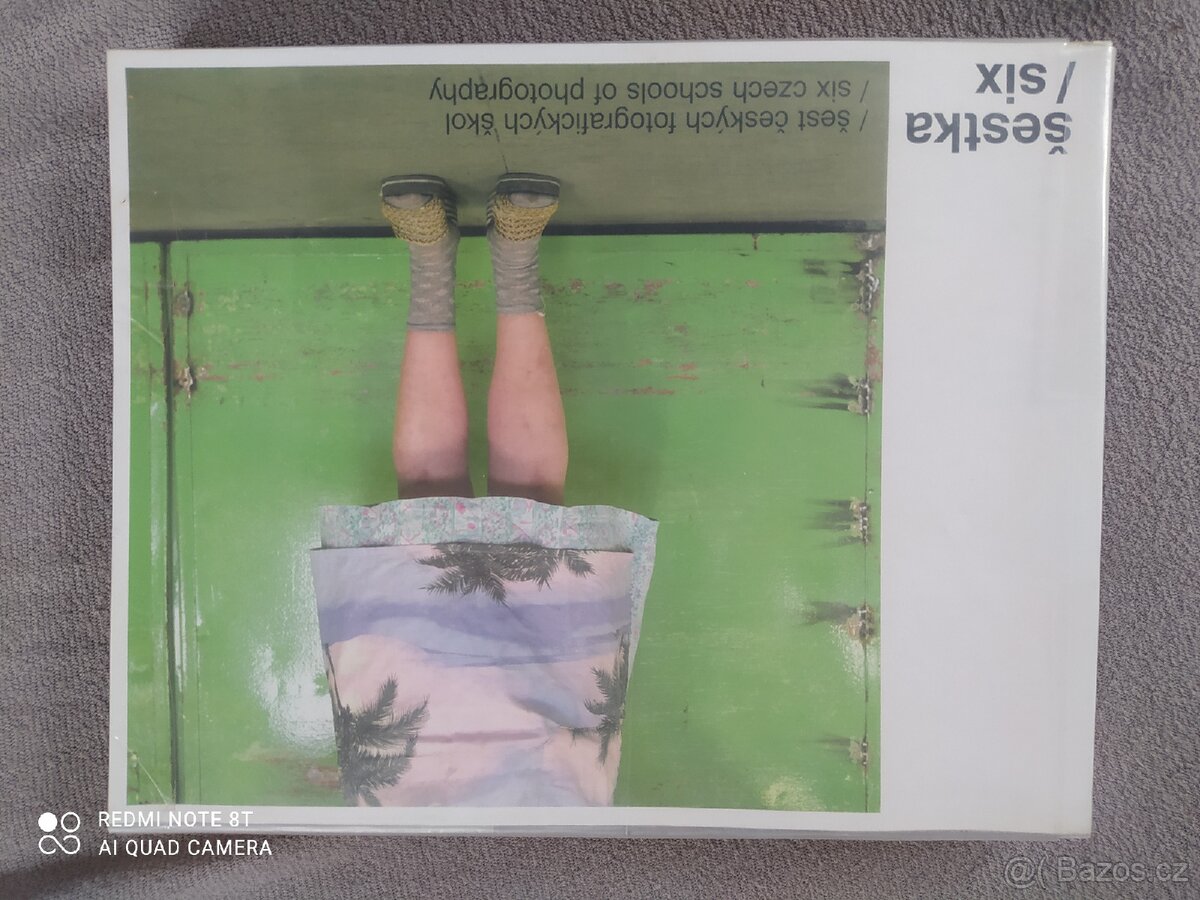 šestka
/ six
/ šest českých fotografických škol
/ six czech schools of photography
REDMI NOTE 8T
AI QUAD CAMERA
@( Bazos.cz